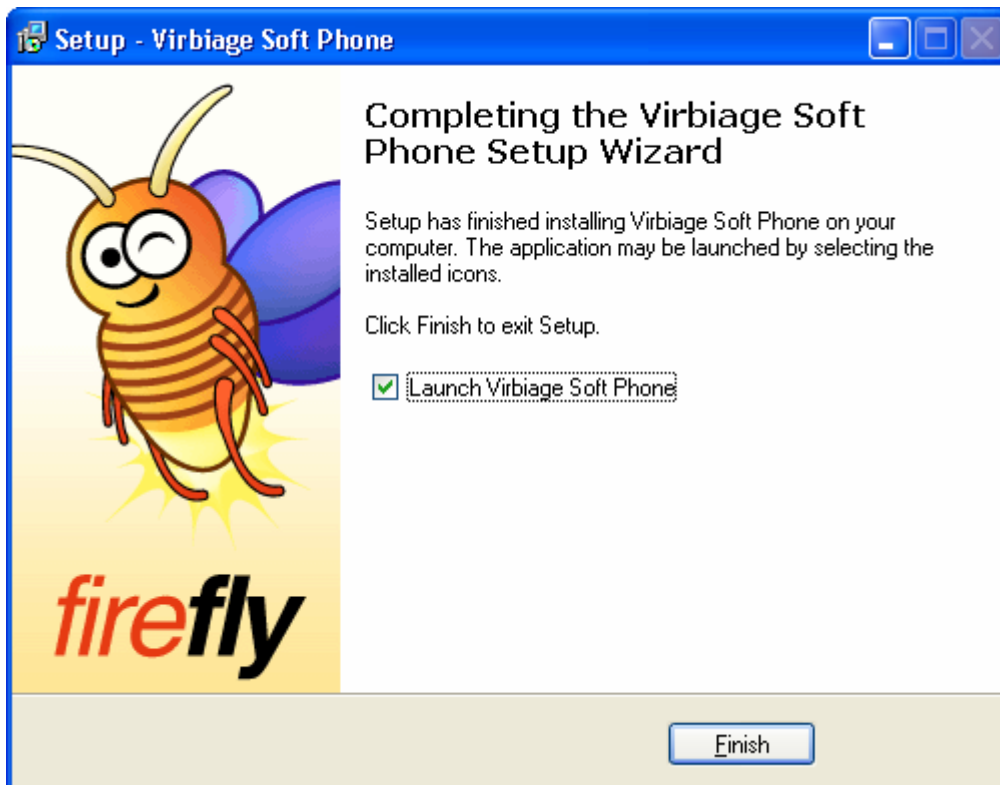 Setup - Virbiage Soft Phone
Completing the Virbiage Soft
Phone Setup Wizard
Setup has finished installing Virbiage Soft Phone on your
computer. The application may be launched by selecting the
installed icons.
Click Finish to exit Setup.
Launch Virbiage Soft Phone
firefly
Finish